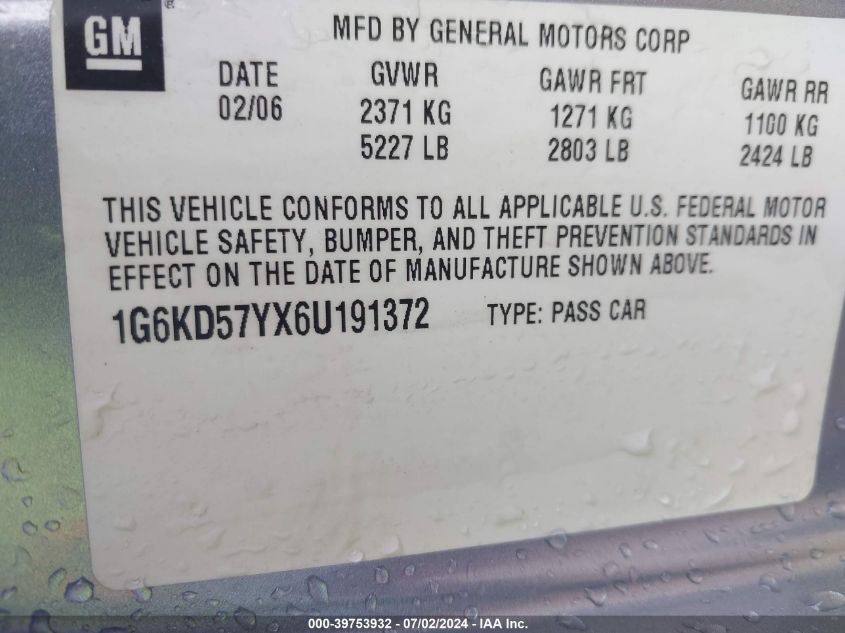 GM
MFD BY GENERAL MOTORS CORP
DATE GVWR GAWR FRT GAWR RR
02/06 2371 KG 1271 KG 1100 KG
5227 LB 2803 LB 2424 LB
THIS VEHICLE CONFORMS TO ALL APPLICABLE U.S. FEDERAL MOTOR
VEHICLE SAFETY, BUMPER, AND THEFT PREVENTION STANDARDS IN
EFFECT ON THE DATE OF MANUFACTURE SHOWN ABOVE.
1G6KD57YX6U191372 TYPE: PASS CAR
000-39753932 - 07/02/2024 - IAA Inc.